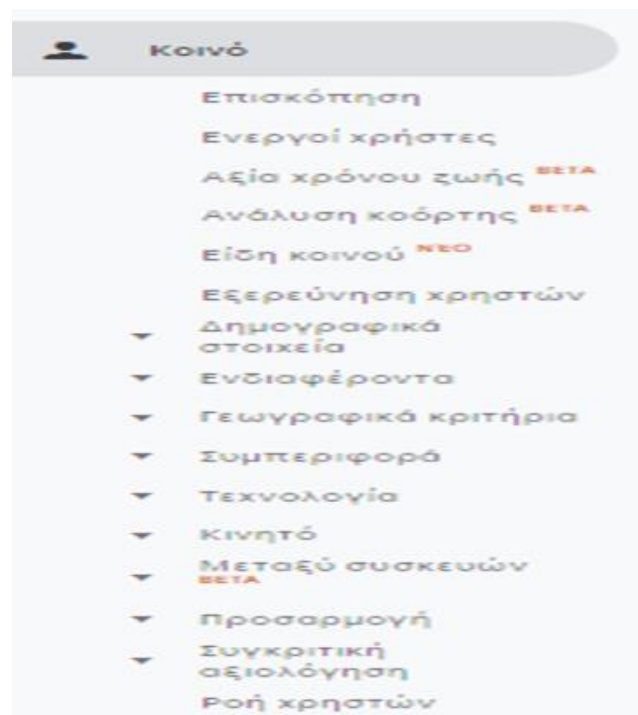 Κοινό
Επισκόπηση
Ενεργοί χρήστες
Αξία χρόνου ζωής BETA
Ανάλυση κοόρτης BETA
Είδη κοινού ΝΈΟ
Εξερεύνηση χρηστών
Δημογραφικά
στοιχεία
Ενδιαφέροντα
Γεωγραφικά κριτήρια
Συμπεριφορά
Τεχνολογία
Κινητό
Μεταξύ συσκευών
BETA
Προσαρμογή
Συγκριτική
αξιολόγηση
Ροή χρηστών